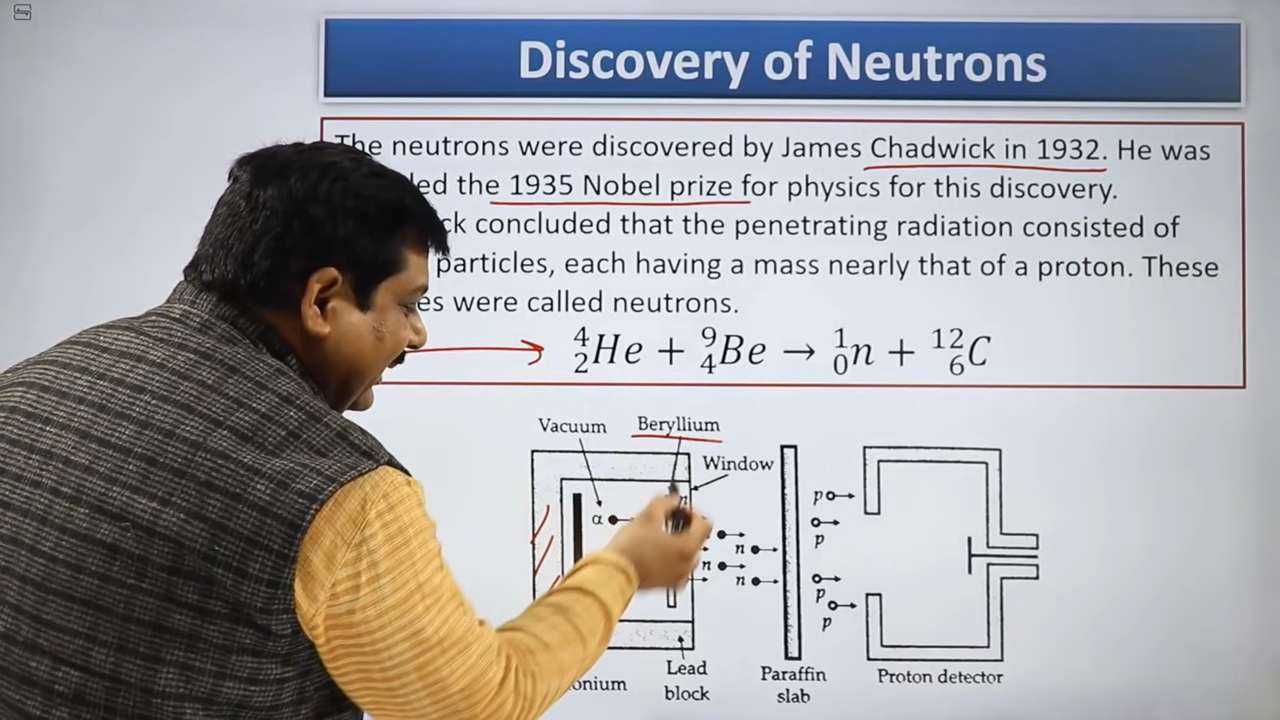 Discovery of Neutrons
The neutrons were discovered by James Chadwick in 1932. He was
the 1935 Nobel prize for physics for this discovery.
concluded that the penetrating radiation consisted of
particles, each having a mass nearly that of a proton. These
were called neutrons.
⁴₂He + ⁹₄Be → ¹₀n + ¹²₆C
Vacuum
Beryllium
Window
α
n
n
n
n
p
p
p
p
Lead
block
Paraffin
slab
Proton detector